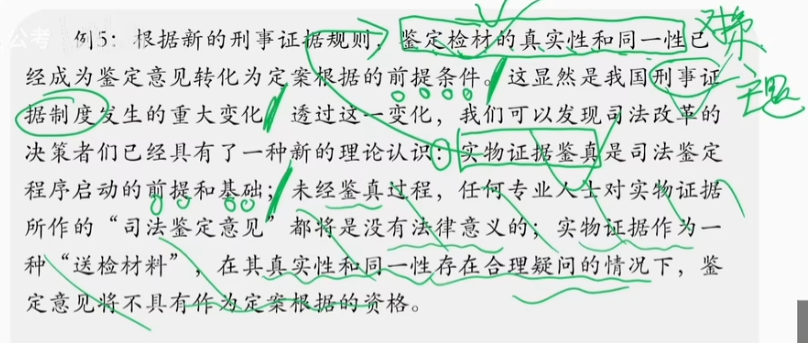 公考
例5：根据新的刑事证据规则，鉴定检材的真实性和同一性已
经成为鉴定意见转化为定案根据的前提条件。这显然是我国刑事证
据制度发生的重大变化。透过这一变化，我们可以发现司法改革的
决策者们已经具有了一种新的理论认识：实物证据鉴真是司法鉴定
程序启动的前提和基础；未经鉴真过程，任何专业人士对实物证据
所作的“司法鉴定意见”都将是没有法律意义的；实物证据作为一
种“送检材料”，在其真实性和同一性存在合理疑问的情况下，鉴
定意见将不具有作为定案根据的资格。
对策
主题